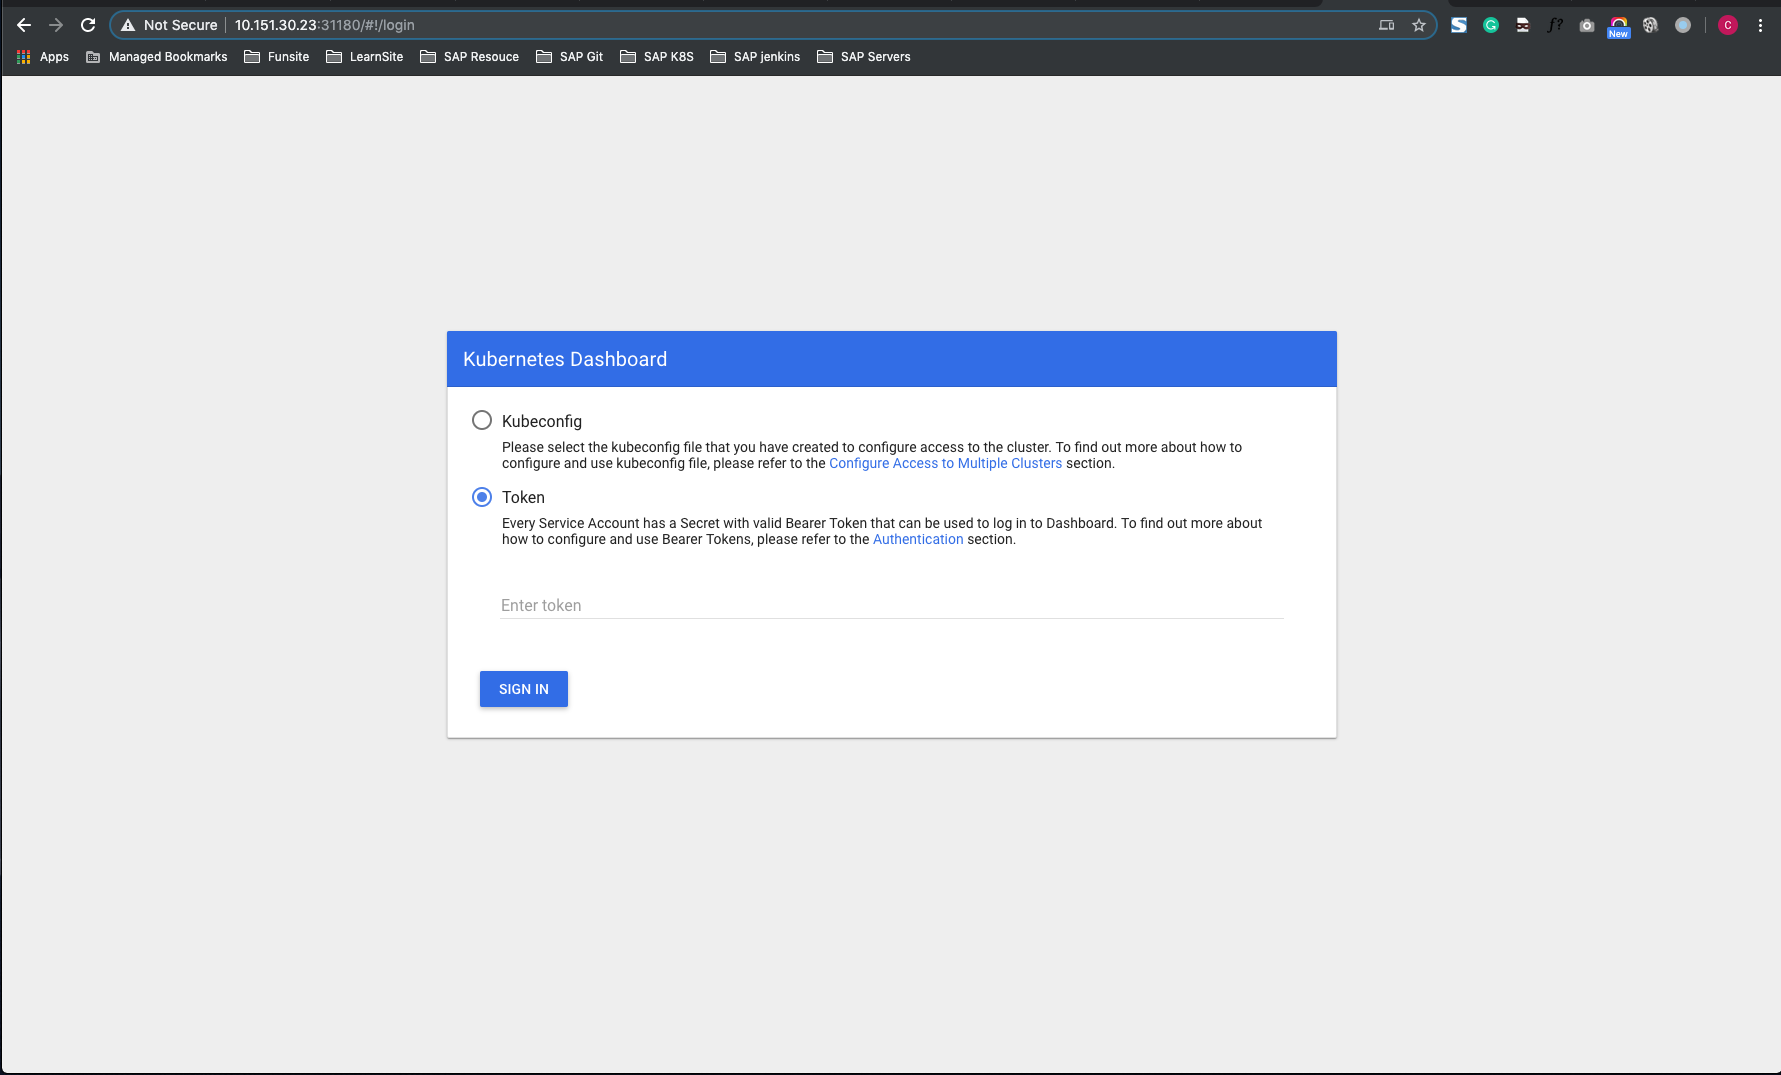 Not Secure 10.151.30.23:31180/#!/login
New
C
Apps Managed Bookmarks Funsite LearnSite SAP Resouce SAP Git SAP K8S SAP jenkins SAP Servers
Kubernetes Dashboard
Kubeconfig
Please select the kubeconfig file that you have created to configure access to the cluster. To find out more about how to
configure and use kubeconfig file, please refer to the Configure Access to Multiple Clusters section.
Token
Every Service Account has a Secret with valid Bearer Token that can be used to log in to Dashboard. To find out more about
how to configure and use Bearer Tokens, please refer to the Authentication section.
Enter token
SIGN IN